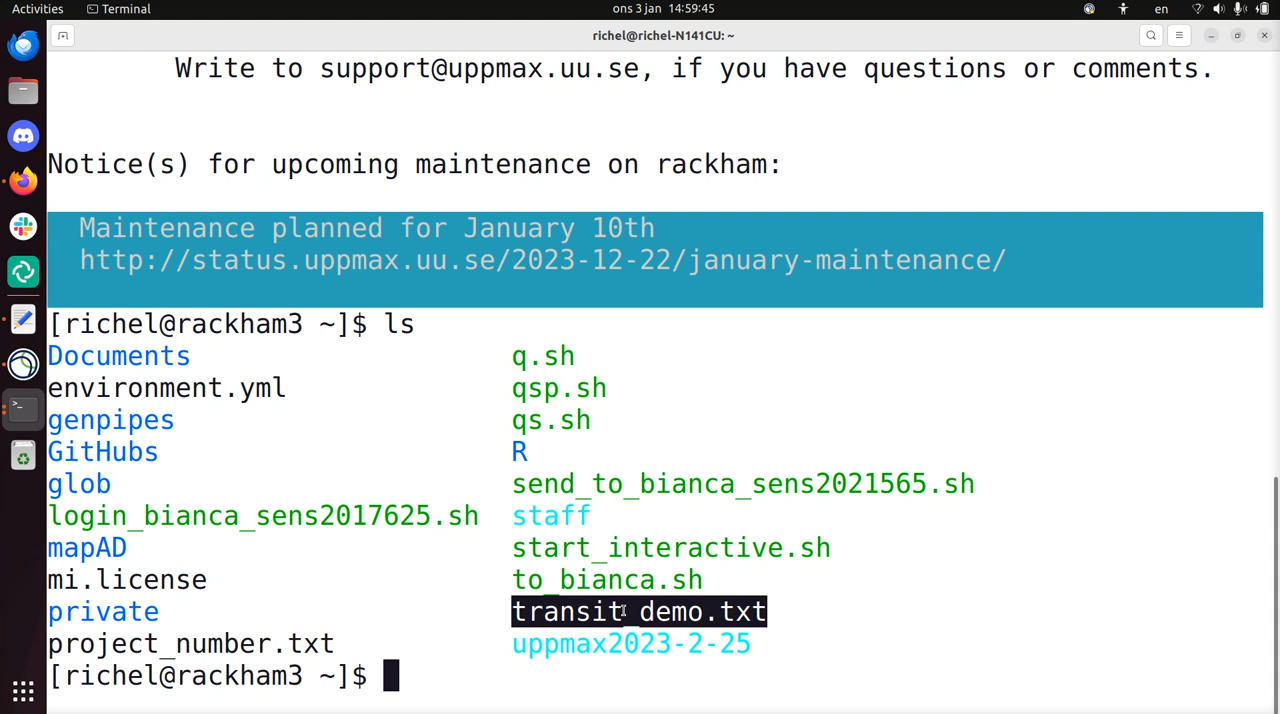 Activities Terminal ons 3 jan 14:59:45 en
richel@richel-N141CU: ~
Write to support@uppmax.uu.se, if you have questions or comments.
Notice(s) for upcoming maintenance on rackham:
Maintenance planned for January 10th
http://status.uppmax.uu.se/2023-12-22/january-maintenance/
[richel@rackham3 ~]$ ls
Documents q.sh
environment.yml qsp.sh
genpipes qs.sh
GitHubs R
glob send_to_bianca_sens2021565.sh
login_bianca_sens2017625.sh staff
mapAD start_interactive.sh
mi.license to_bianca.sh
private transit_demo.txt
project_number.txt uppmax2023-2-25
[richel@rackham3 ~]$